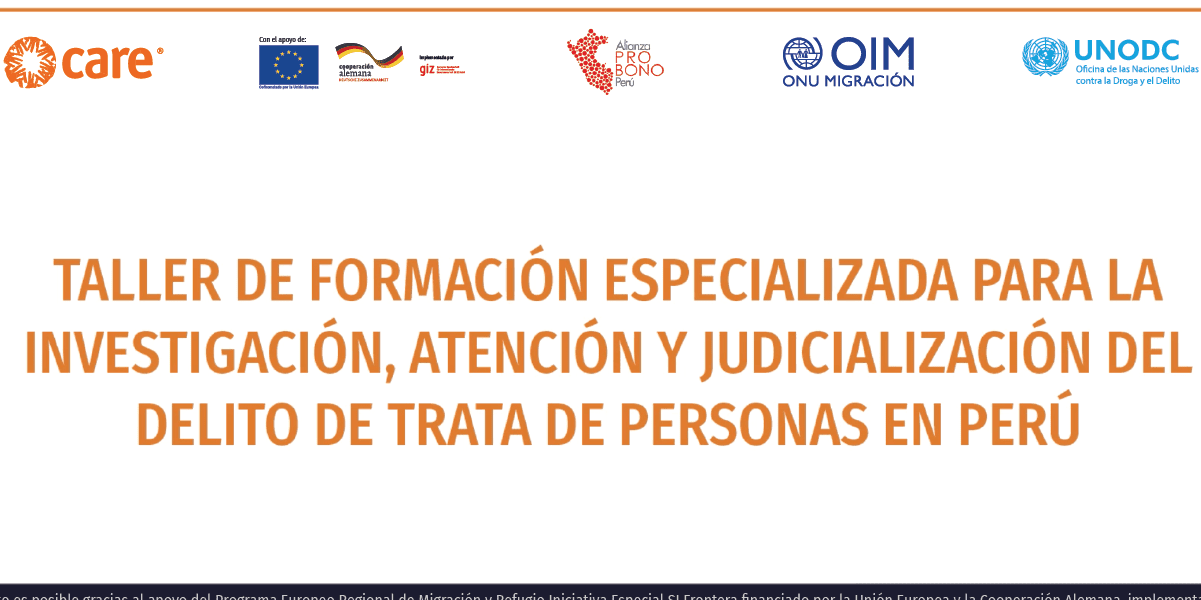 care®
Con el apoyo de:
Cofinanciado por la Unión Europea
cooperación
alemana
DEUTSCHE ZUSAMMENARBEIT
Implementada por
giz
Alianza
PRO
BONO
Perú
OIM
ONU MIGRACIÓN
UNODC
Oficina de las Naciones Unidas
contra la Droga y el Delito
TALLER DE FORMACIÓN ESPECIALIZADA PARA LA
INVESTIGACIÓN, ATENCIÓN Y JUDICIALIZACIÓN DEL
DELITO DE TRATA DE PERSONAS EN PERÚ
es posible gracias al apoyo del Programa Europeo Regional de Migración y Refugio Iniciativa Especial SI Frontera financiado por la Unión Europea y la Cooperación Alemana, implement